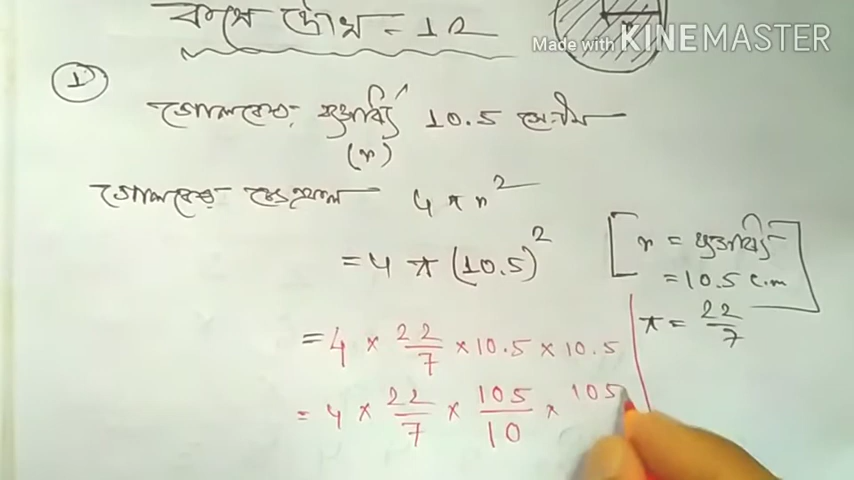 কষে দেখি - 12
Made with KINEMASTER
r
①
গোলকের ব্যাসার্ধ 10.5 সেমি
(r)
গোলকের ক্ষেত্রফল 4πr²
= 4π(10.5)²
= 4 × 22/7 × 10.5 × 10.5
= 4 × 22/7 × 105/10 × 105
r = ব্যাসার্ধ
= 10.5 c.m
π = 22/7